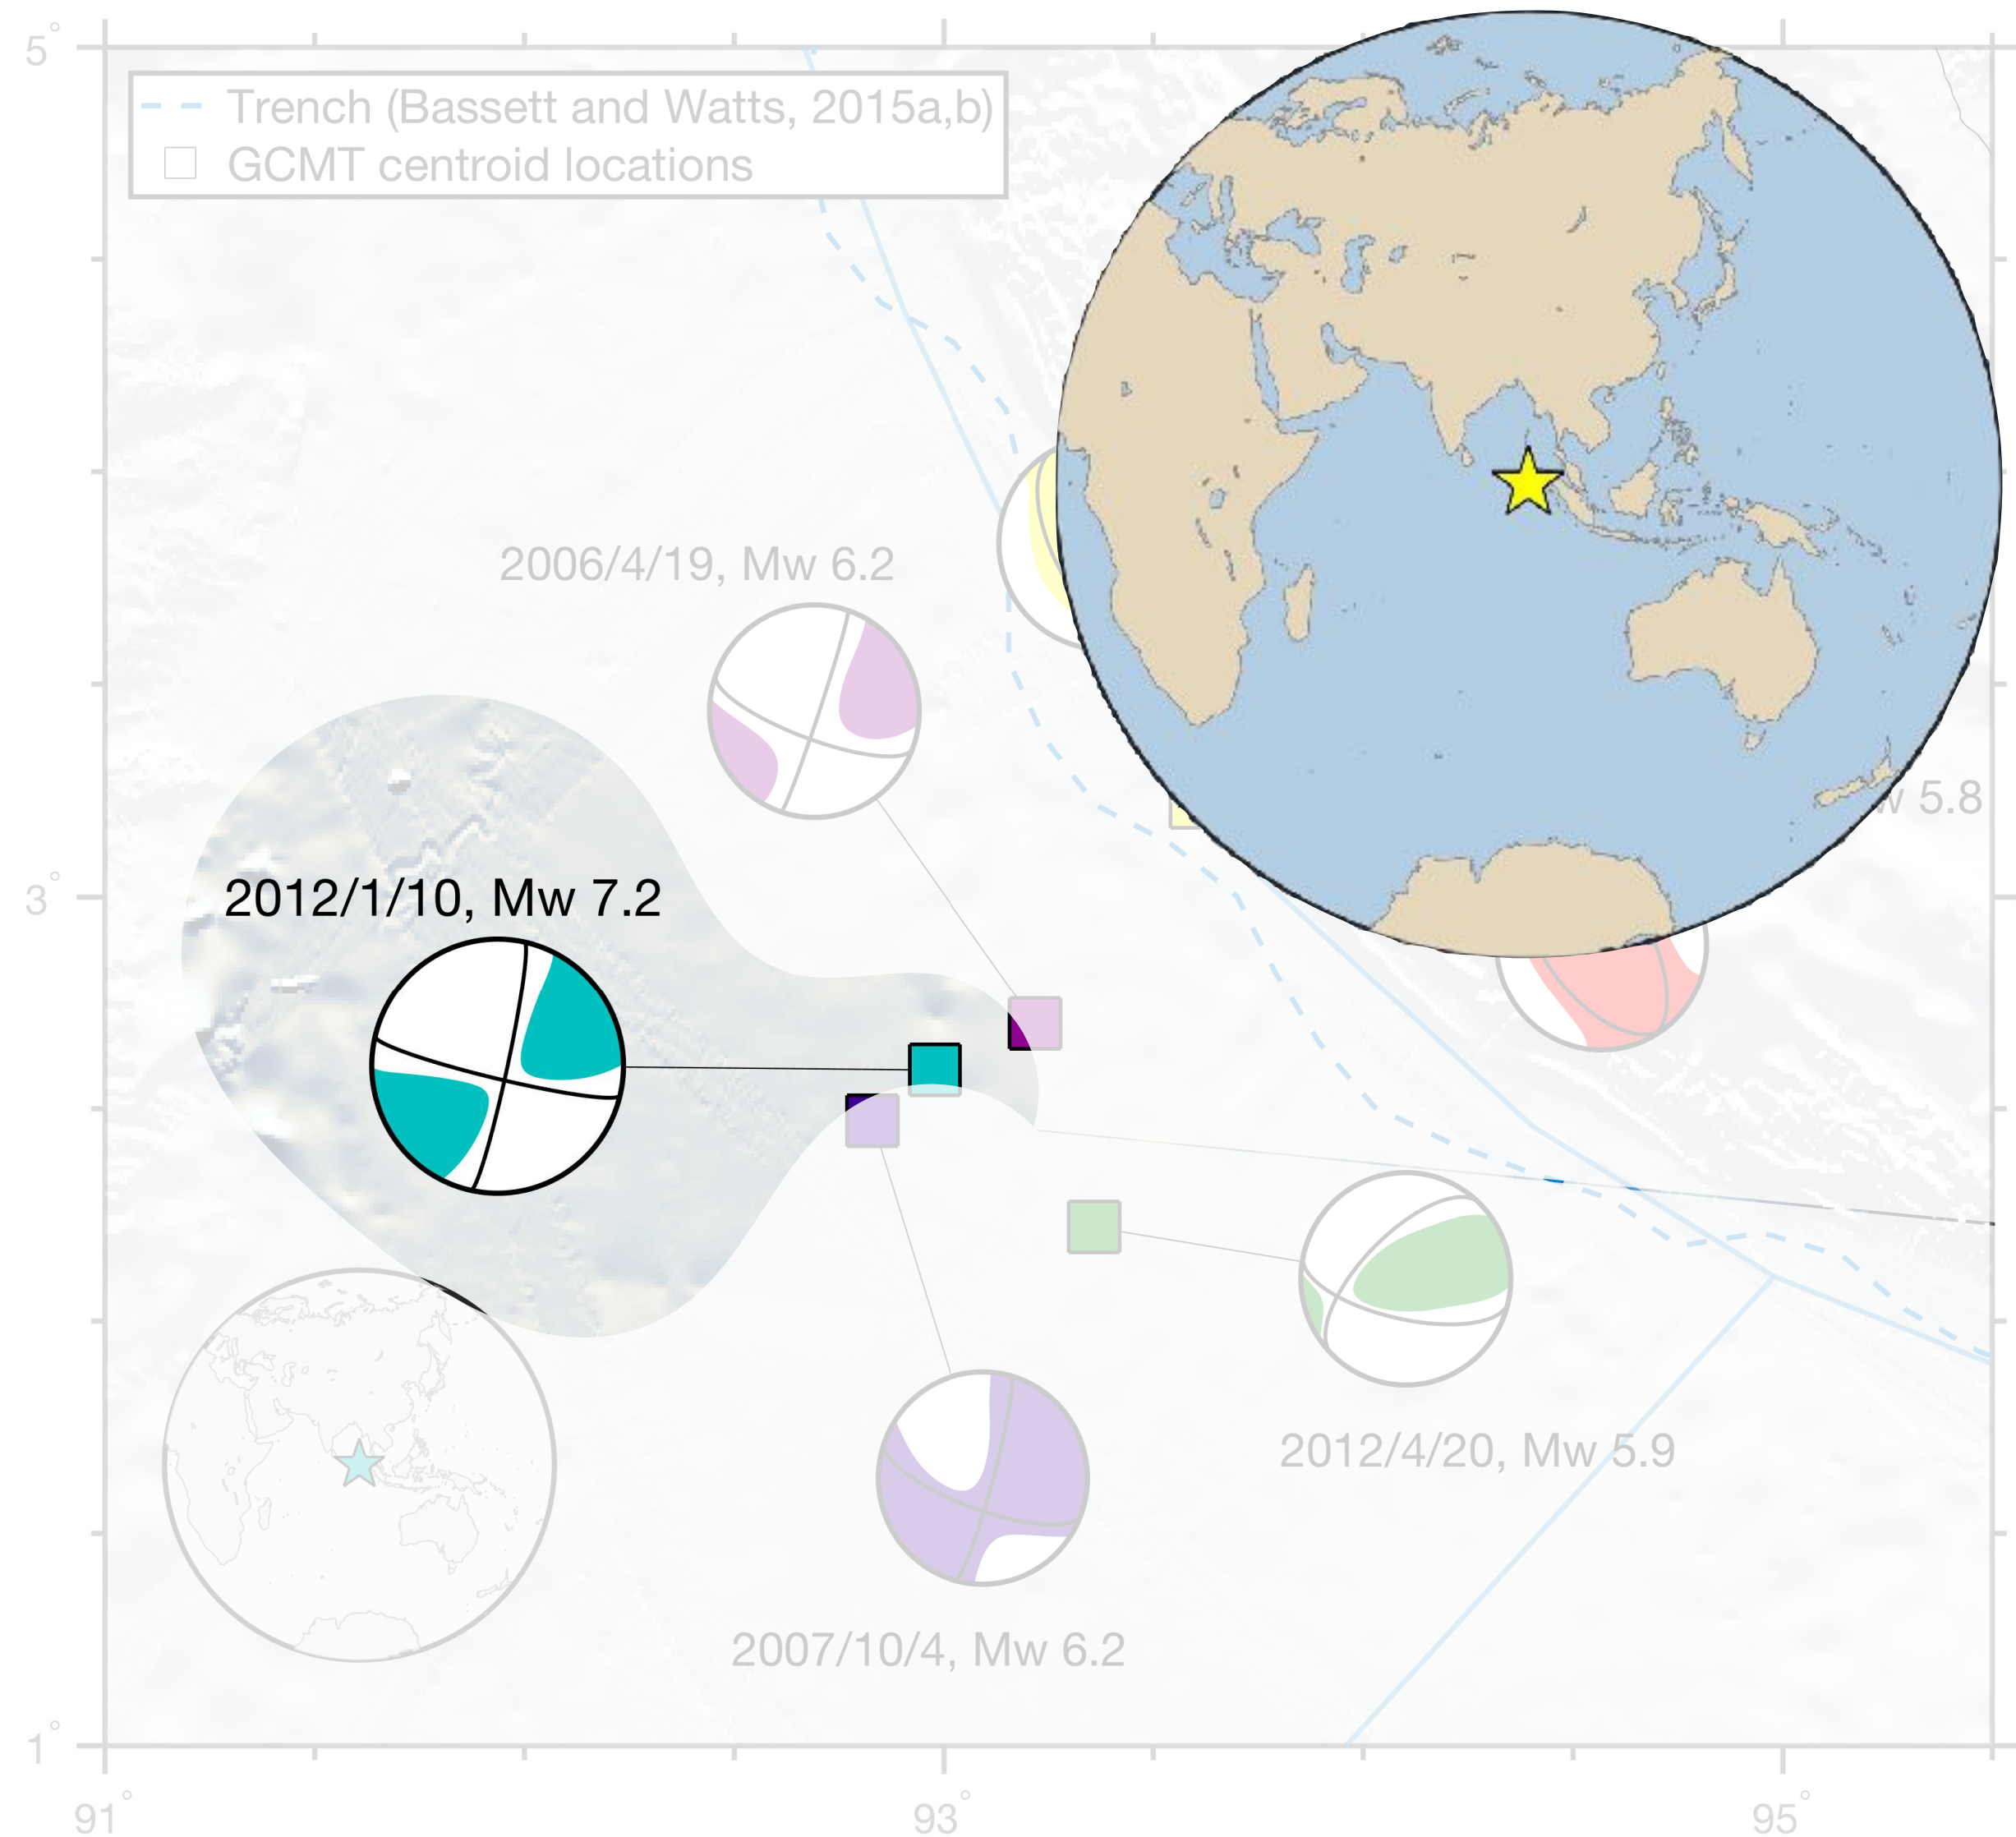 5°
Trench (Bassett and Watts, 2015a,b)
GCMT centroid locations
2006/4/19, Mw 6.2
w 5.8
3°
2012/1/10, Mw 7.2
2012/4/20, Mw 5.9
2007/10/4, Mw 6.2
1°
91°
93°
95°